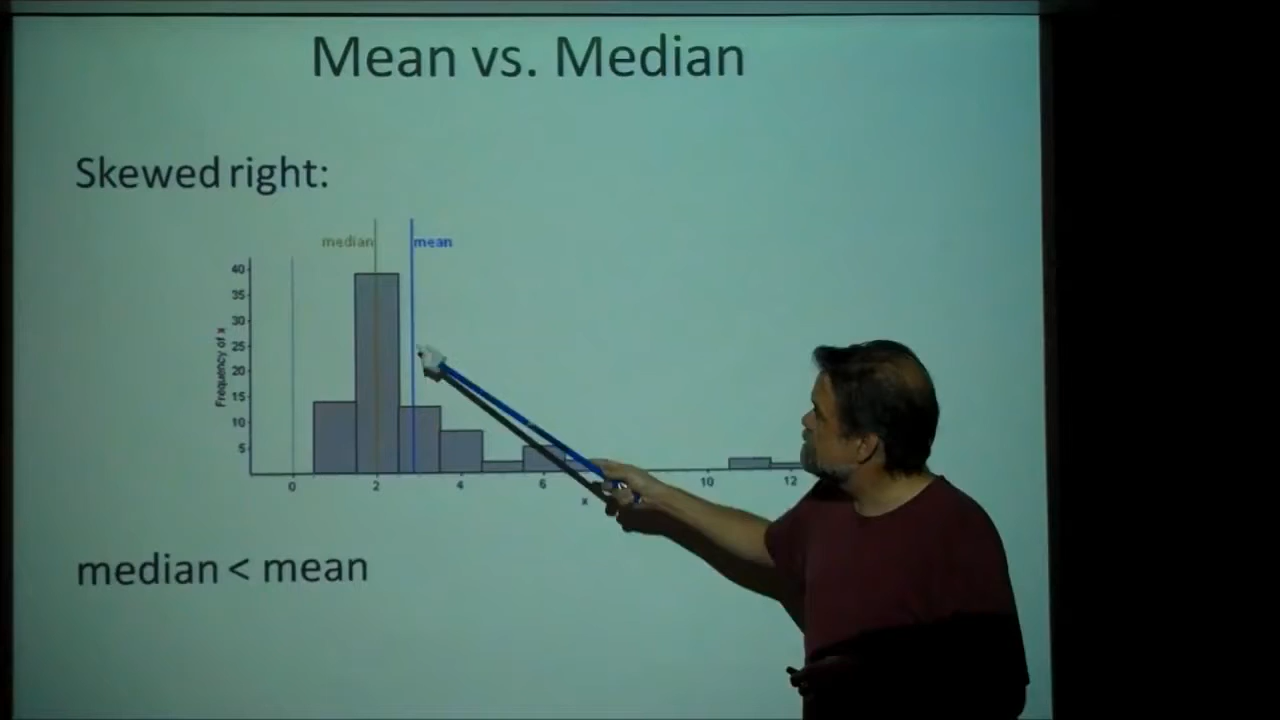 Mean vs. Median
Skewed right:
median mean
40
35
30
25
20
15
10
5
Frequency of x
0 2 4 6 10 12
x
median < mean